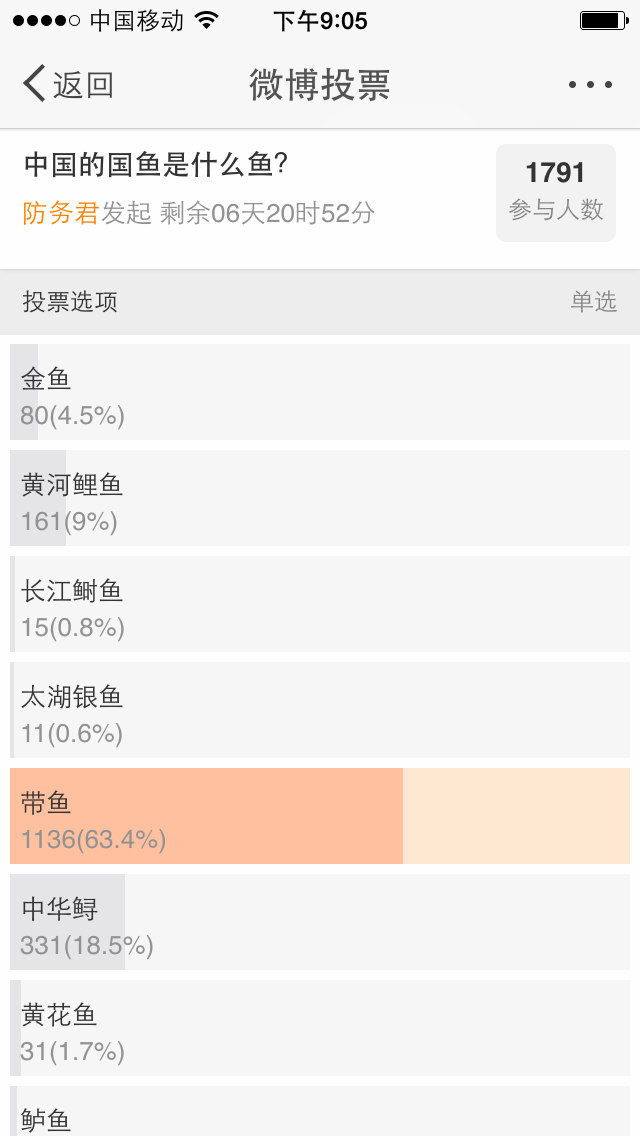 中国移动 下午9:05
返回 微博投票
中国的国鱼是什么鱼?
1791
防务君发起 剩余06天20时52分
参与人数
投票选项 单选
金鱼
80(4.5%)
黄河鲤鱼
161(9%)
长江鲥鱼
15(0.8%)
太湖银鱼
11(0.6%)
带鱼
1136(63.4%)
中华鲟
331(18.5%)
黄花鱼
31(1.7%)
鲈鱼